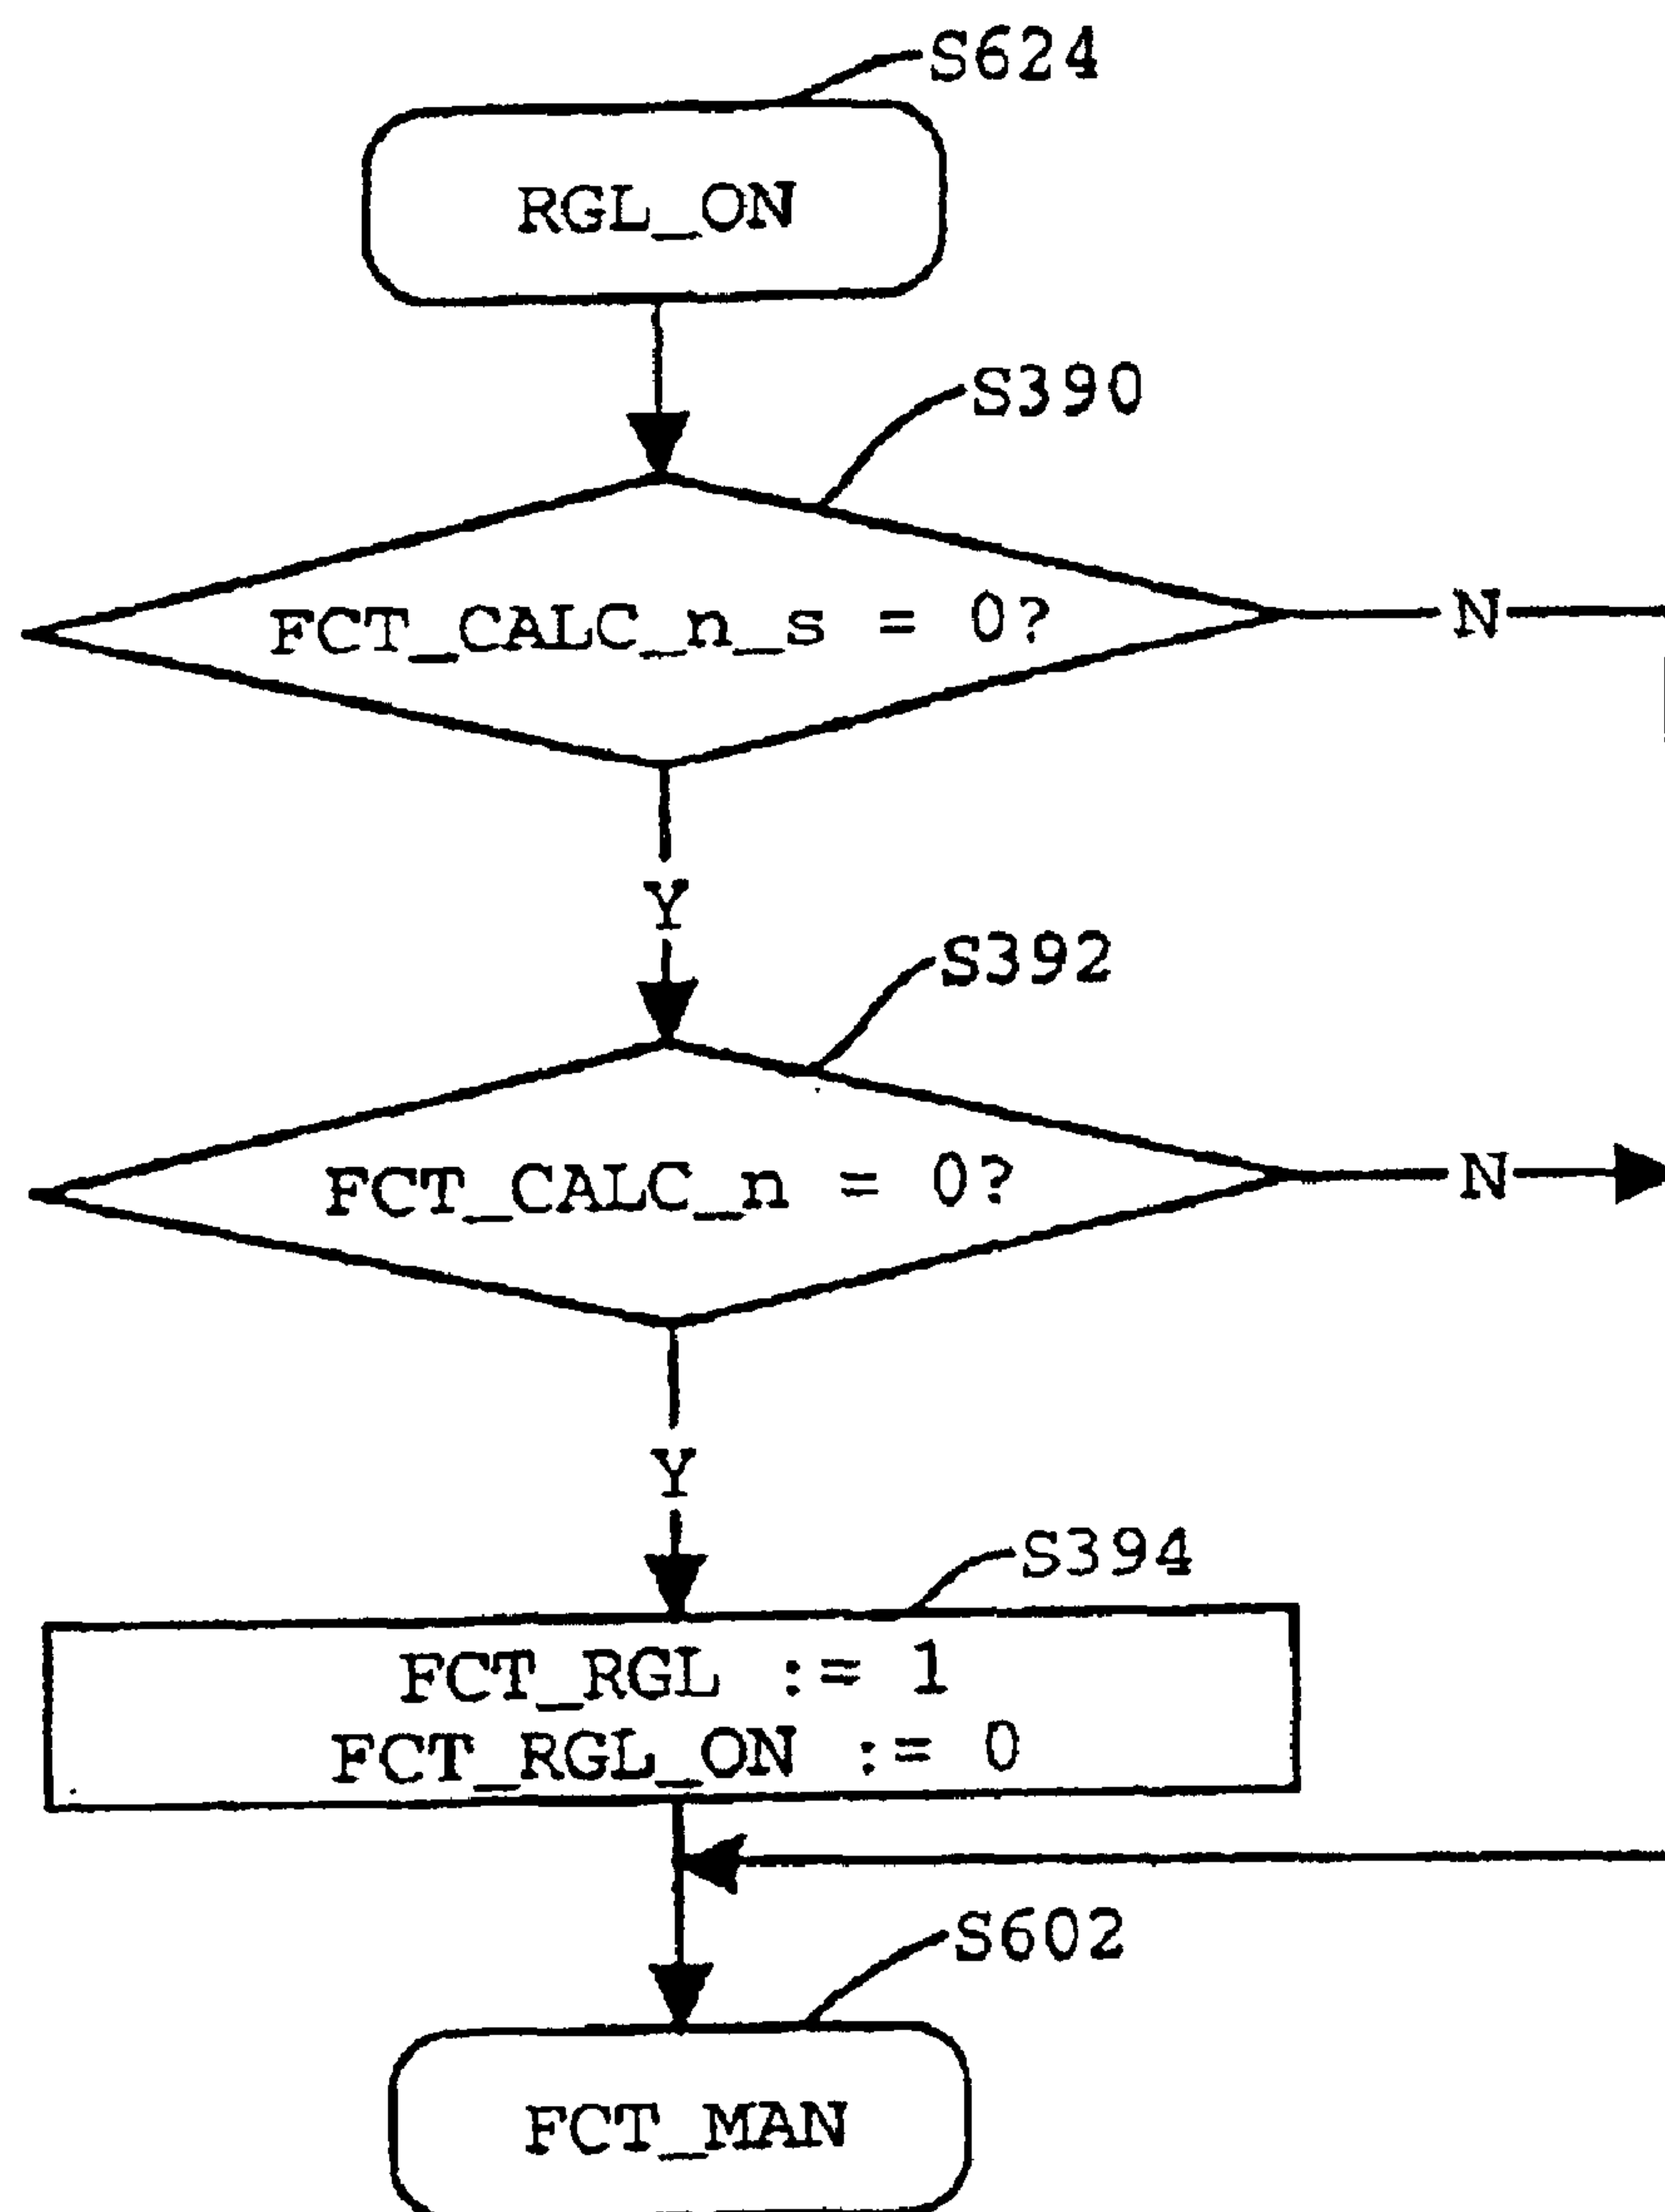 S624
RGL_ON
S390
FCT_CALC_n_s = 0?
N
Y
S392
FCT_CALC_n = 0?
N
Y
S394
FCT_RGL := 1
FCT_RGL_ON := 0
S602
FCT_MAN